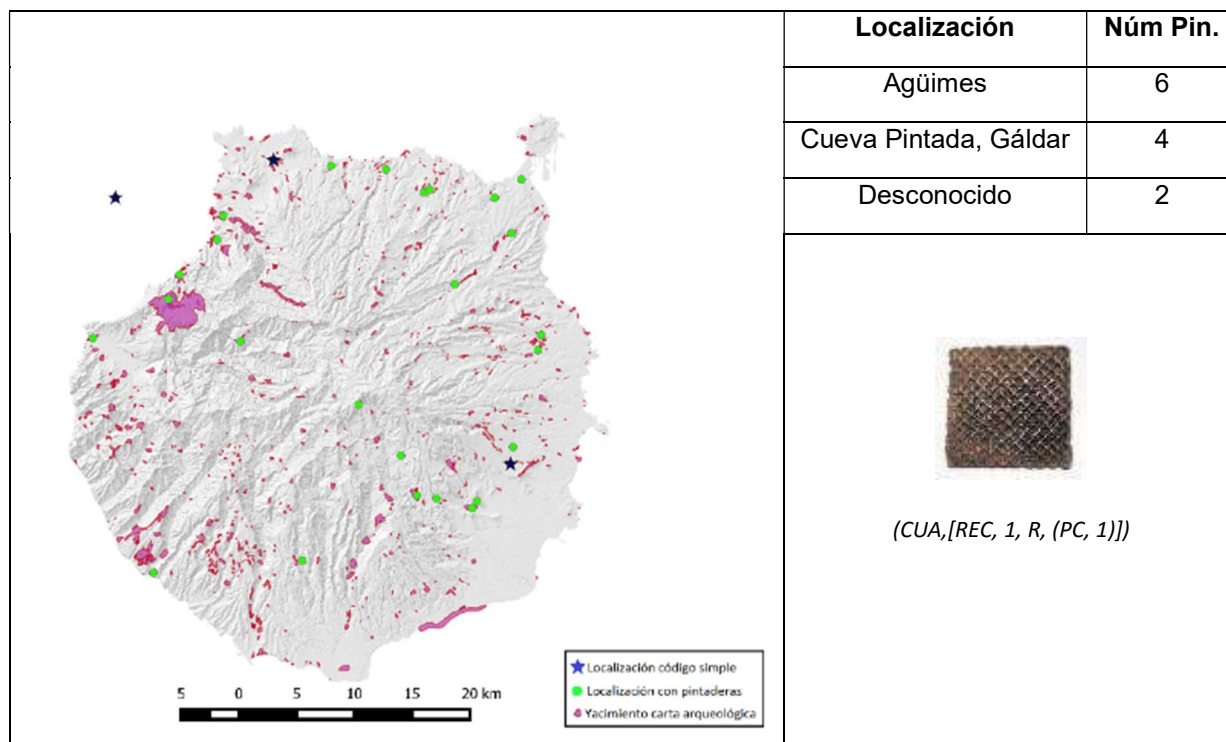 Localización Núm Pin.
Agüimes 6
Cueva Pintada, Gáldar 4
Desconocido 2
(CUA,[REC, 1, R, (PC, 1)])
Localización código simple
Localización con pintaderas
Yacimiento carta arqueológica
5 0 5 10 15 20 km